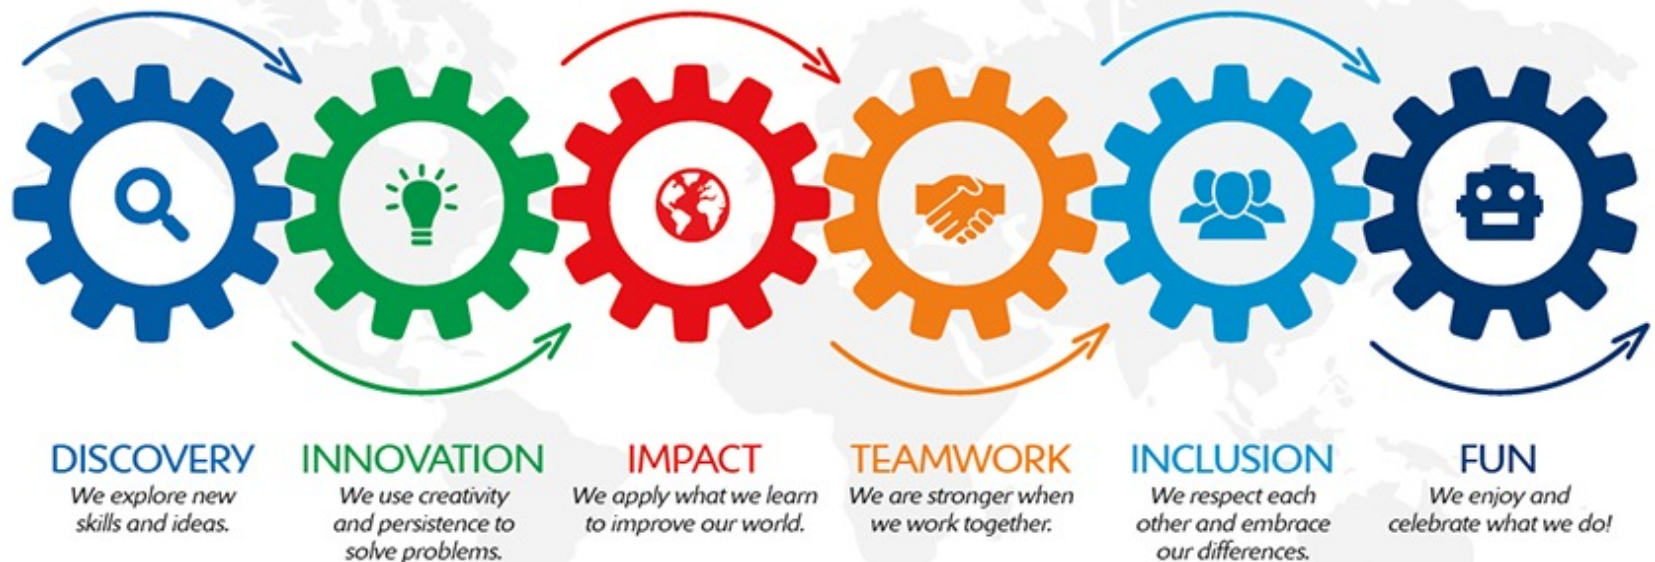 DISCOVERY
We explore new
skills and ideas.
INNOVATION
We use creativity
and persistence to
solve problems.
IMPACT
We apply what we learn
to improve our world.
TEAMWORK
We are stronger when
we work together.
INCLUSION
We respect each
other and embrace
our differences.
FUN
We enjoy and
celebrate what we do!